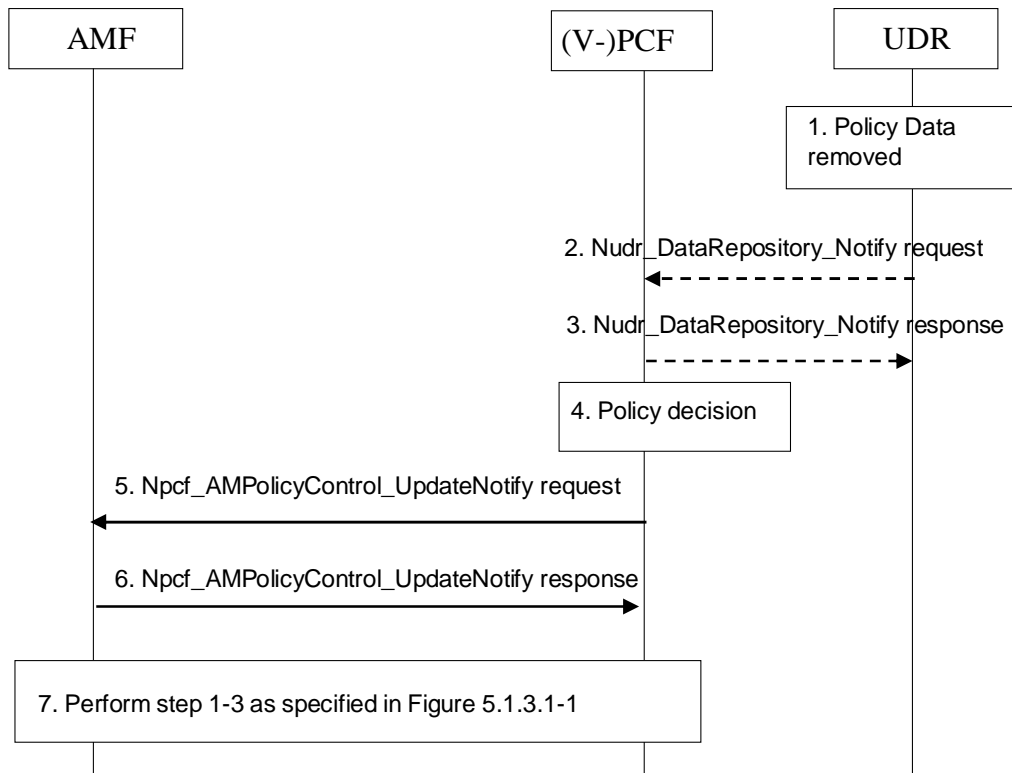 AMF
(V-)PCF
UDR
1. Policy Data
removed
2. Nudr_DataRepository_Notify request
3. Nudr_DataRepository_Notify response
4. Policy decision
5. Npcf_AMPolicyControl_UpdateNotify request
6. Npcf_AMPolicyControl_UpdateNotify response
7. Perform step 1-3 as specified in Figure 5.1.3.1-1